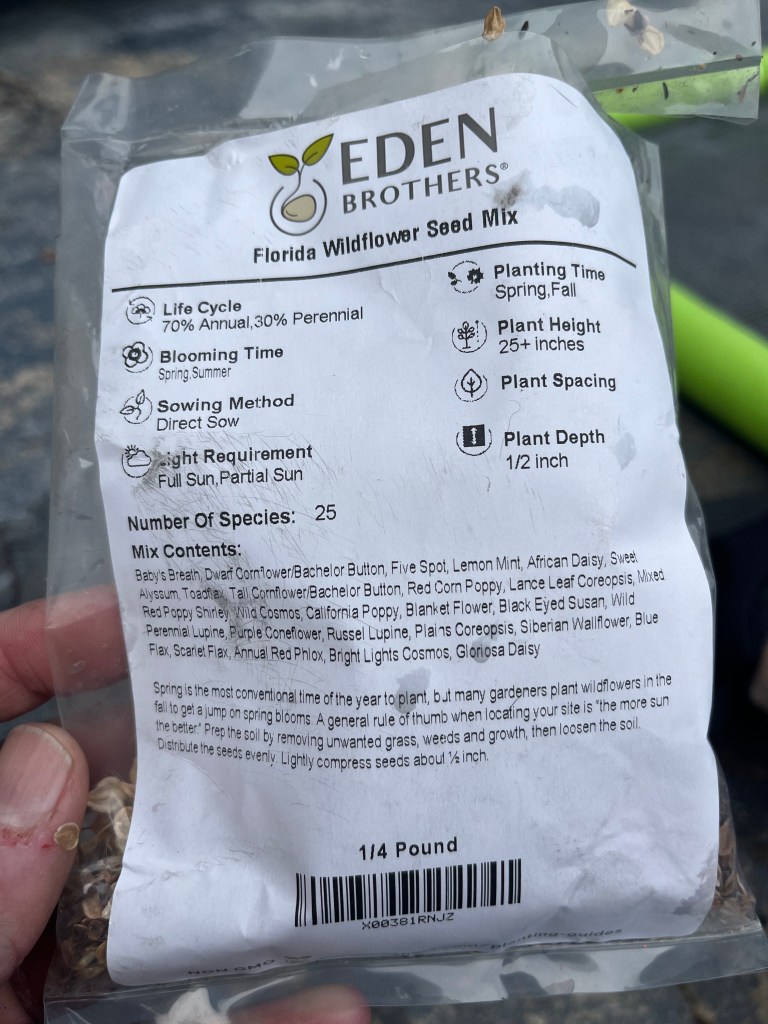 EDEN
BROTHERS®
Florida Wildflower Seed Mix
Life Cycle
70% Annual,30% Perennial
Blooming Time
Spring,Summer
Sowing Method
Direct Sow
Light Requirement
Full Sun,Partial Sun
Planting Time
Spring,Fall
Plant Height
25+ inches
Plant Spacing
Plant Depth
1/2 inch
Number Of Species: 25
Mix Contents:
Baby's Breath, Dwarf Cornflower/Bachelor Button, Five Spot, Lemon Mint, African Daisy, Sweet
Alyssum, Toadflax, Tall Cornflower/Bachelor Button, Red Corn Poppy, Lance Leaf Coreopsis, Mixed
Red Poppy Shirley, Wild Cosmos, California Poppy, Blanket Flower, Black Eyed Susan, Wild
Perennial Lupine, Purple Coneflower, Russel Lupine, Plains Coreopsis, Siberian Wallflower, Blue
Flax, Scarlet Flax, Annual Red Phlox, Bright Lights Cosmos, Gloriosa Daisy
Spring is the most conventional time of the year to plant, but many gardeners plant wildflowers in the
fall to get a jump on spring blooms. A general rule of thumb when locating your site is "the more sun
the better." Prep the soil by removing unwanted grass, weeds and growth, then loosen the soil.
Distribute the seeds evenly. Lightly compress seeds about ½ inch.
1/4 Pound
X00381RNJZ
NON GMO
planting-guides